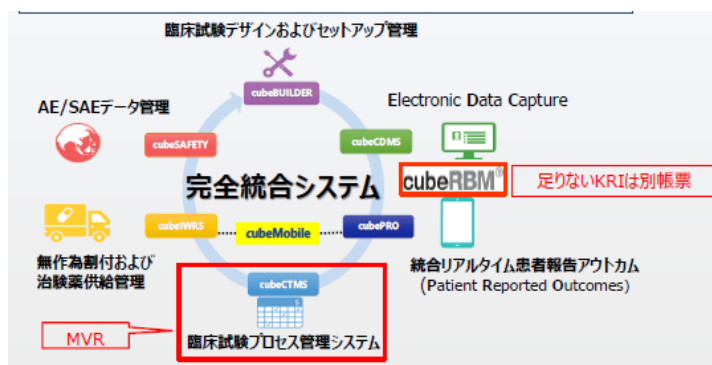 臨床試験デザインおよびセットアップ管理
cubeBUILDER
AE/SAEデータ管理
Electronic Data Capture
cubeSAFETY
cubeCDMS
完全統合システム
cubeRBM®
足りないKRIは別帳票
cubeIWRS
cubeMobile
cubePRO
無作為割付および
治験薬供給管理
統合リアルタイム患者報告アウトカム
(Patient Reported Outcomes)
cubeCTMS
MVR
臨床試験プロセス管理システム